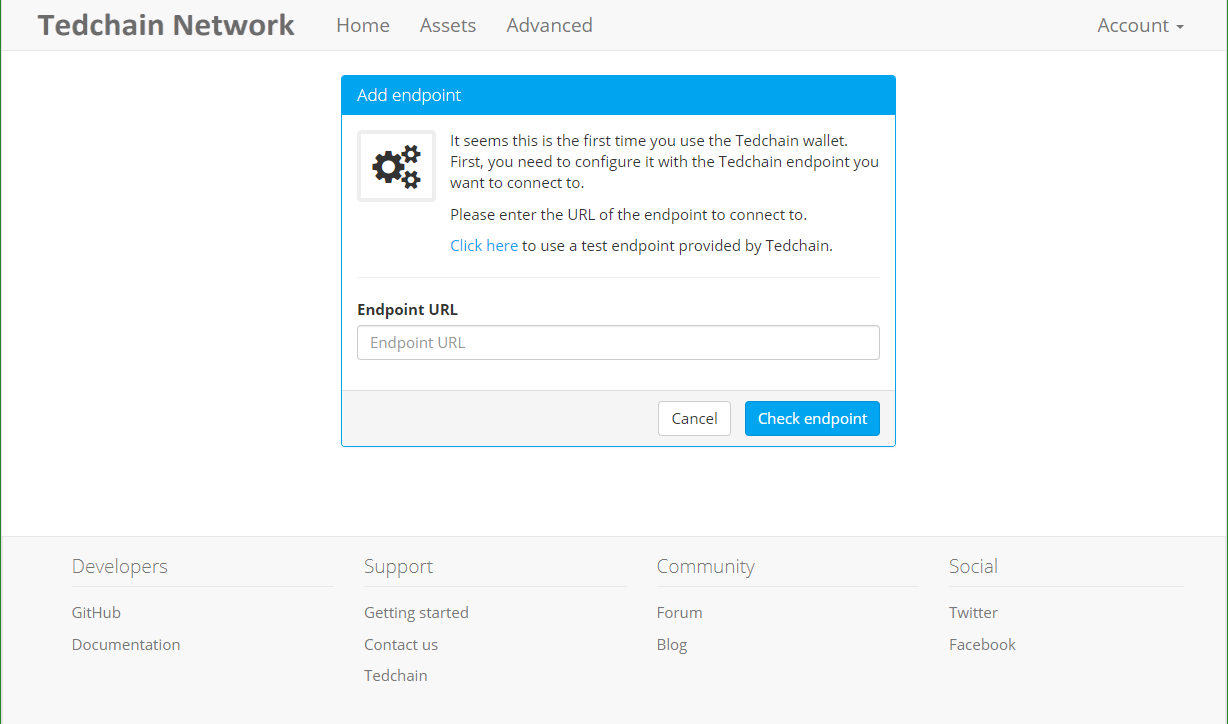 Tedchain Network Home Assets Advanced Account
Add endpoint
It seems this is the first time you use the Tedchain wallet.
First, you need to configure it with the Tedchain endpoint you
want to connect to.
Please enter the URL of the endpoint to connect to.
Click here to use a test endpoint provided by Tedchain.
Endpoint URL
Endpoint URL
Cancel Check endpoint
Developers
GitHub
Documentation
Support
Getting started
Contact us
Tedchain
Community
Forum
Blog
Social
Twitter
Facebook